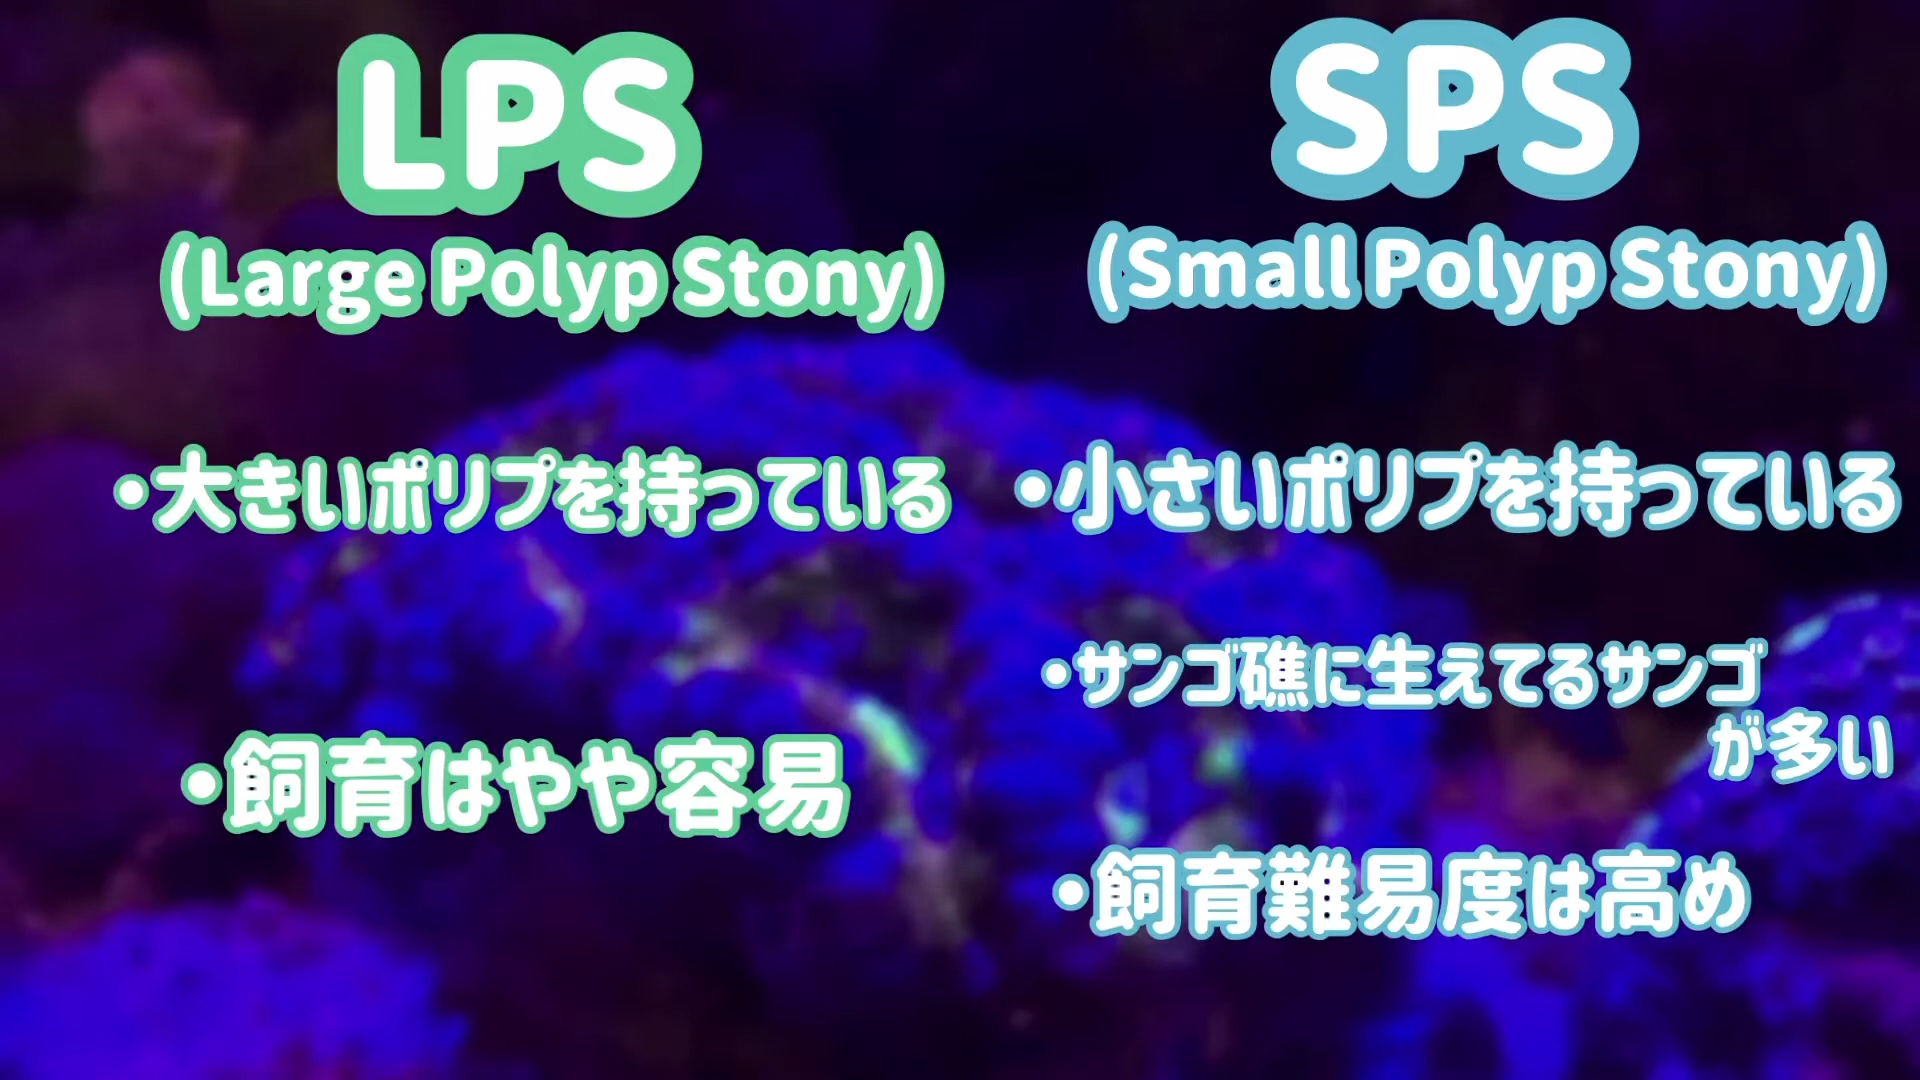 LPS
(Large Polyp Stony)
・大きいポリプを持っている
・飼育はやや容易
SPS
(Small Polyp Stony)
・小さいポリプを持っている
・サンゴ礁に生えてるサンゴ
が多い
・飼育難易度は高め